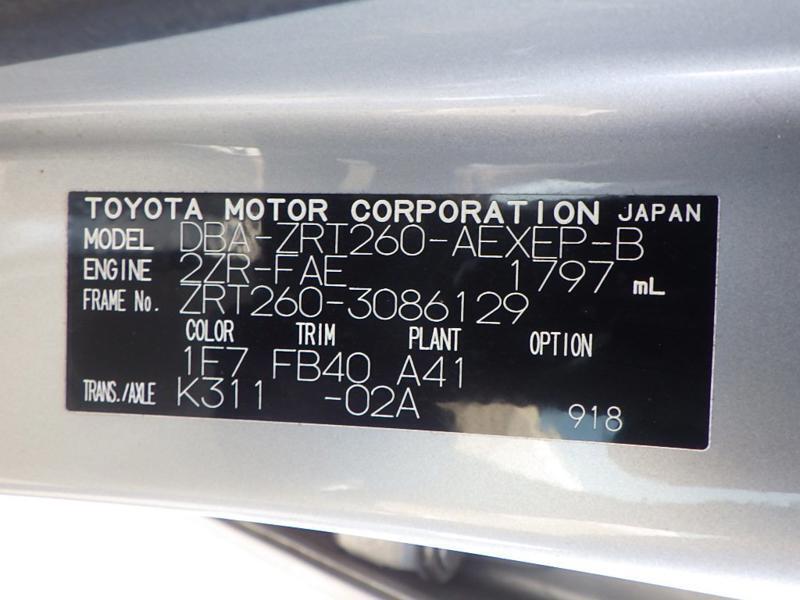 TOYOTA MOTOR CORPORATION JAPAN
MODEL DBA-ZRT260-AEXEP-B
ENGINE 2ZR-FAE 1797 mL
FRAME No. ZRT260-3086129
COLOR TRIM PLANT OPTION
1F7 FB40 A41
TRANS./AXLE K311 -02A 918